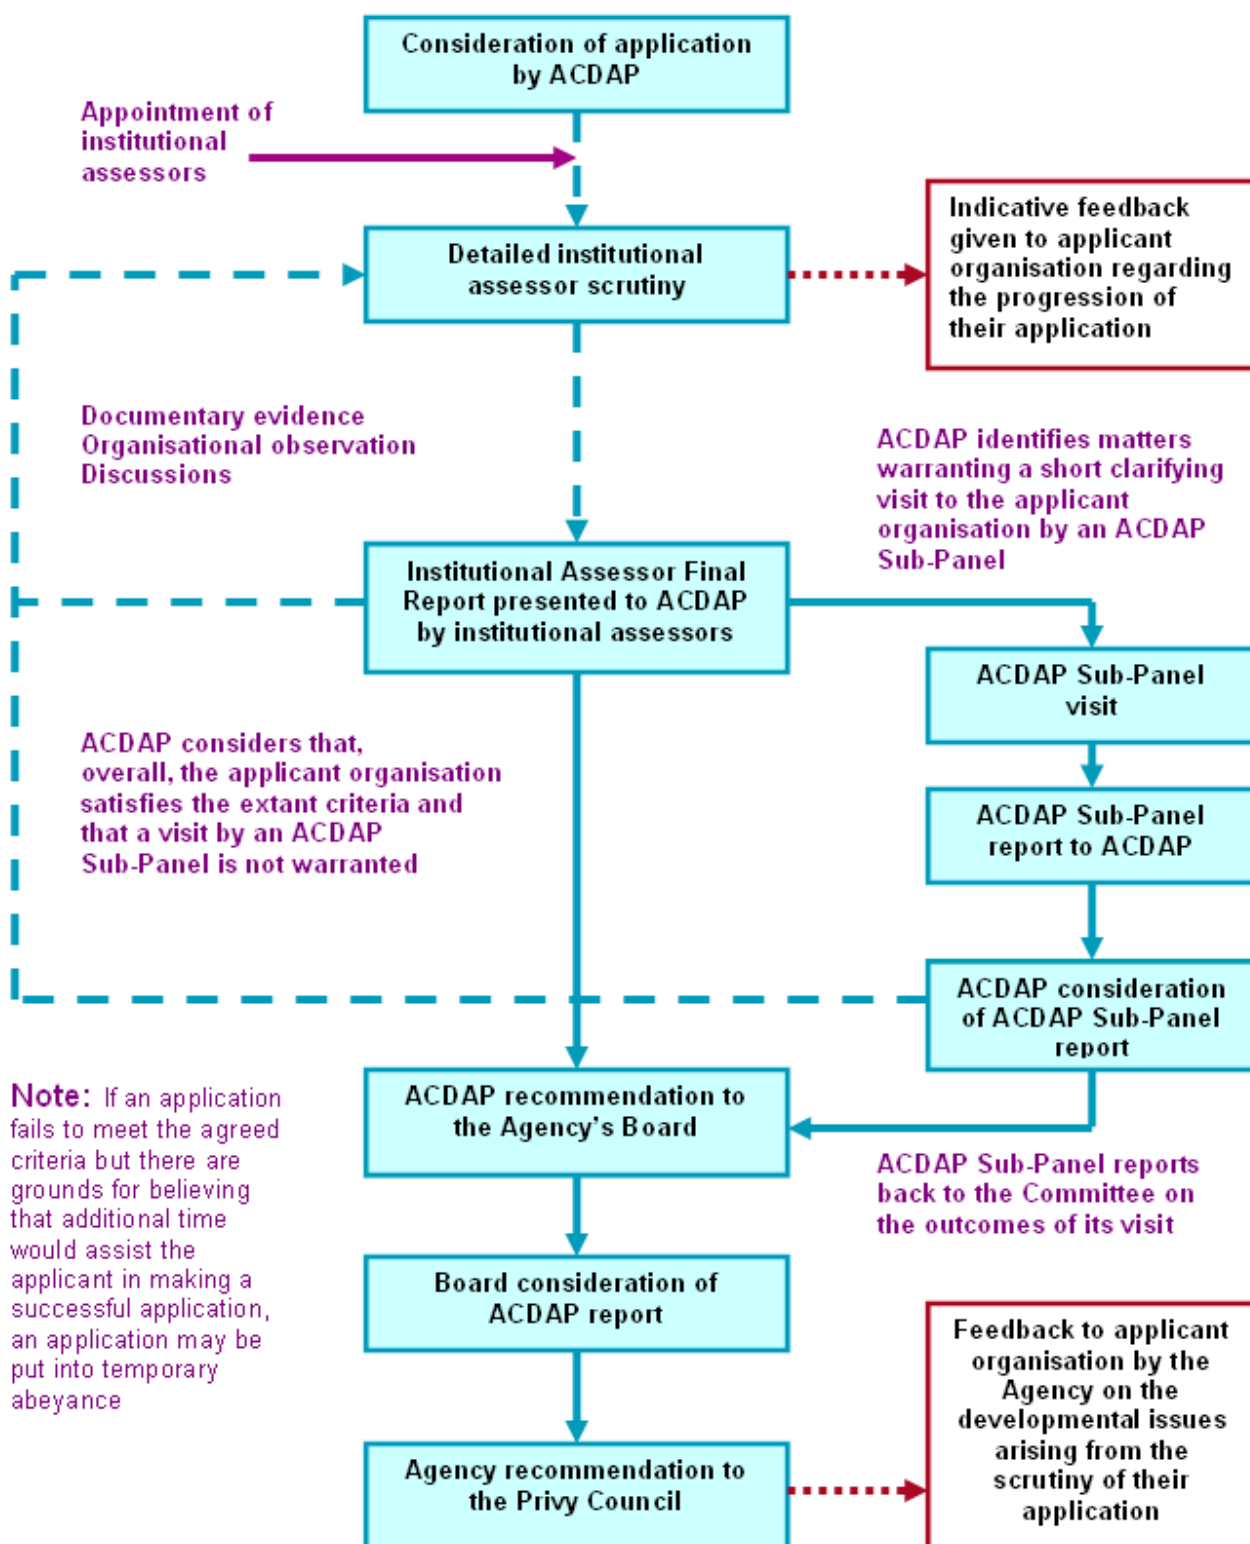 Consideration of application
by ACDAP
Appointment of
institutional
assessors
Detailed institutional
assessor scrutiny
Indicative feedback
given to applicant
organisation regarding
the progression of
their application
Documentary evidence
Organisational observation
Discussions
ACDAP identifies matters
warranting a short clarifying
visit to the applicant
organisation by an ACDAP
Sub-Panel
Institutional Assessor Final
Report presented to ACDAP
by institutional assessors
ACDAP Sub-Panel
visit
ACDAP considers that,
overall, the applicant organisation
satisfies the extant criteria and
that a visit by an ACDAP
Sub-Panel is not warranted
ACDAP Sub-Panel
report to ACDAP
ACDAP consideration
of ACDAP Sub-Panel
report
Note: If an application
fails to meet the agreed
criteria but there are
grounds for believing
that additional time
would assist the
applicant in making a
successful application,
an application may be
put into temporary
abeyance
ACDAP recommendation to
the Agency's Board
ACDAP Sub-Panel reports
back to the Committee on
the outcomes of its visit
Board consideration of
ACDAP report
Agency recommendation to
the Privy Council
Feedback to applicant
organisation by the
Agency on the
developmental issues
arising from the
scrutiny of their
application